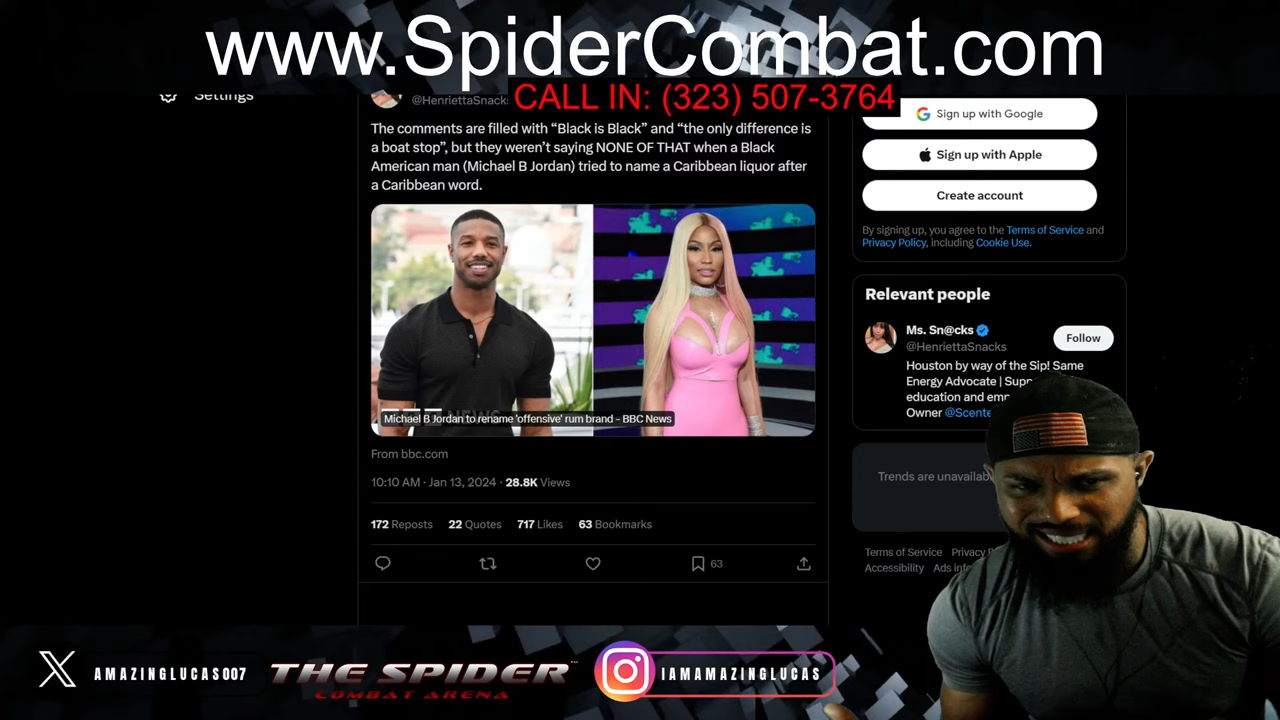 www.SpiderCombat.com
CALL IN: (323) 507-3764
Settings
@HenriettaSnacks
The comments are filled with “Black is Black” and “the only difference is
a boat stop”, but they weren’t saying NONE OF THAT when a Black
American man (Michael B Jordan) tried to name a Caribbean liquor after
a Caribbean word.
NEWS
Michael B Jordan to rename 'offensive' rum brand - BBC News
From bbc.com
10:10 AM · Jan 13, 2024 · 28.8K Views
172 Reposts 22 Quotes 717 Likes 63 Bookmarks
63
Sign up with Google
Sign up with Apple
Create account
By signing up, you agree to the Terms of Service and
Privacy Policy, including Cookie Use.
Relevant people
Ms. Sn@cks
@HenriettaSnacks
Follow
Houston by way of the Sip! Same
Energy Advocate |
education and
Owner
Trends are
Terms of Service
Accessibility Ads
X AMAZINGLUCAS007
THE SPIDER
COMBAT ARENA
IAMAMAZINGLUCAS